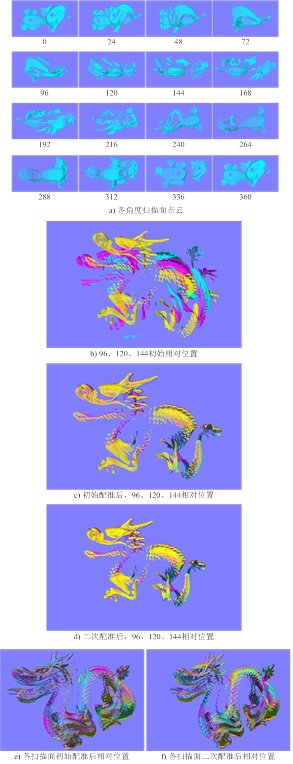 0 24 48 72
96 120 144 168
192 216 240 264
288 312 336 360
a) 各角度扫描面点云
b) 96、120、144初始相对位置
c) 初始配准后，96、120、144相对位置
d) 二次配准后，96、120、144相对位置
e) 各扫描面初始配准后相对位置 f) 各扫描面二次配准后相对位置